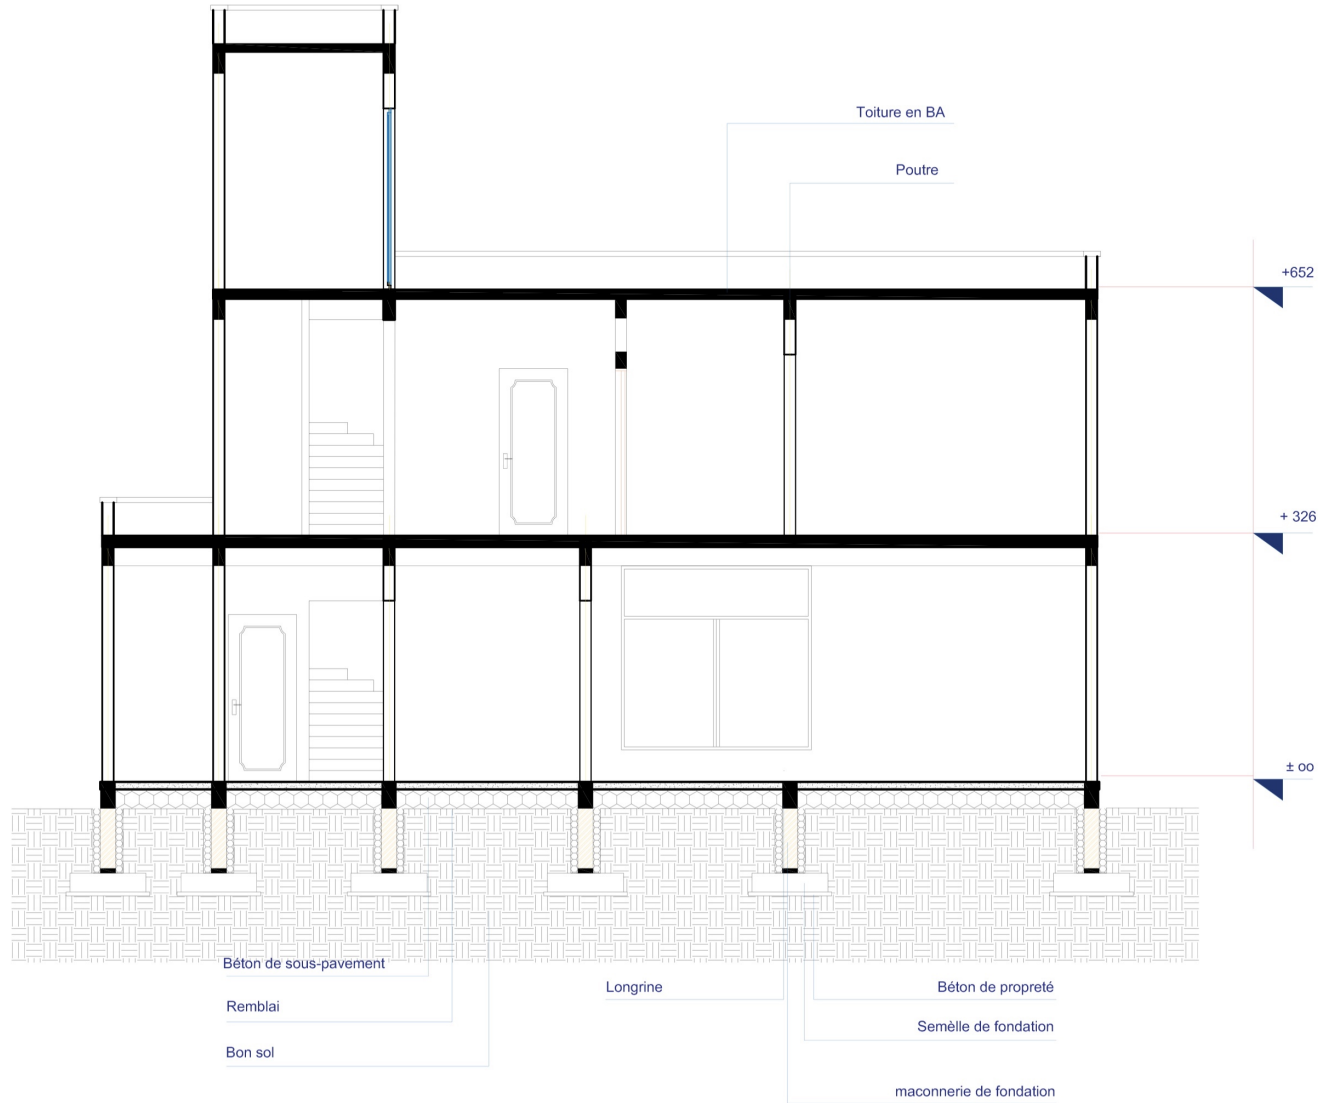 Toiture en BA
Poutre
+652
+ 326
± oo
Béton de sous-pavement
Longrine
Béton de propreté
Remblai
Semèlle de fondation
Bon sol
maconnerie de fondation